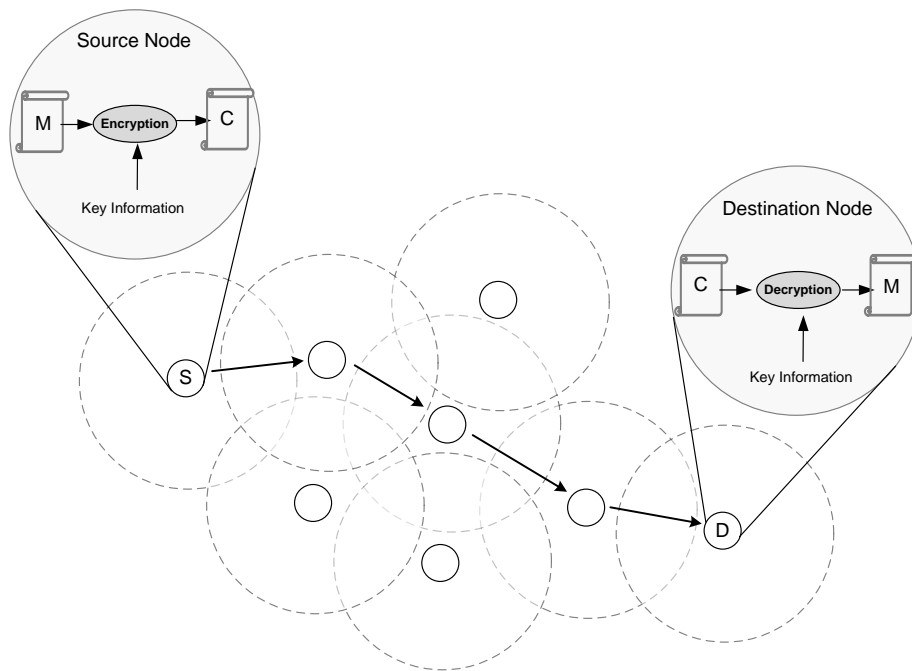 Source Node
M
Encryption
C
Key Information
Destination Node
C
Decryption
M
Key Information
S
D